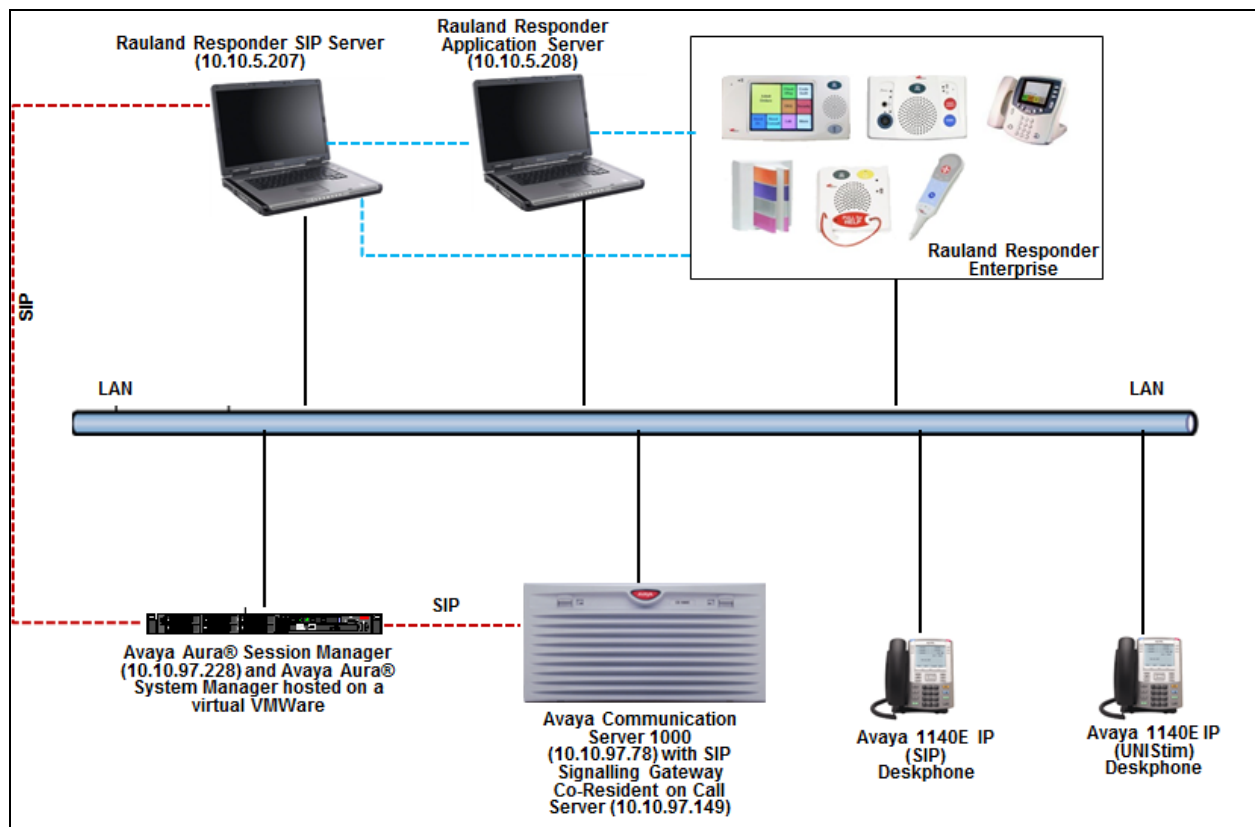 Rauland Responder SIP Server
(10.10.5.207)
Rauland Responder
Application Server
(10.10.5.208)
Rauland Responder
Enterprise
SIP
LAN
LAN
SIP
Avaya Aura® Session Manager
(10.10.97.228) and Avaya Aura®
System Manager hosted on a
virtual VMWare
Avaya Communication
Server 1000
(10.10.97.78) with SIP
Signalling Gateway
Co-Resident on Call
Server (10.10.97.149)
Avaya 1140E IP
(SIP)
Deskphone
Avaya 1140E IP
(UNIStim)
Deskphone